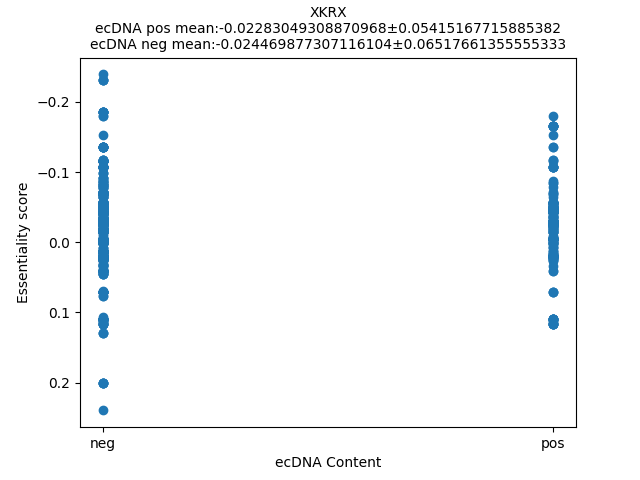 XKRX
ecDNA pos mean:-0.02283049308870968±0.05415167715885382
ecDNA neg mean:-0.024469877307116104±0.06517661355555333
−0.2
−0.1
0.0
0.1
0.2
Essentiality score
neg
pos
ecDNA Content